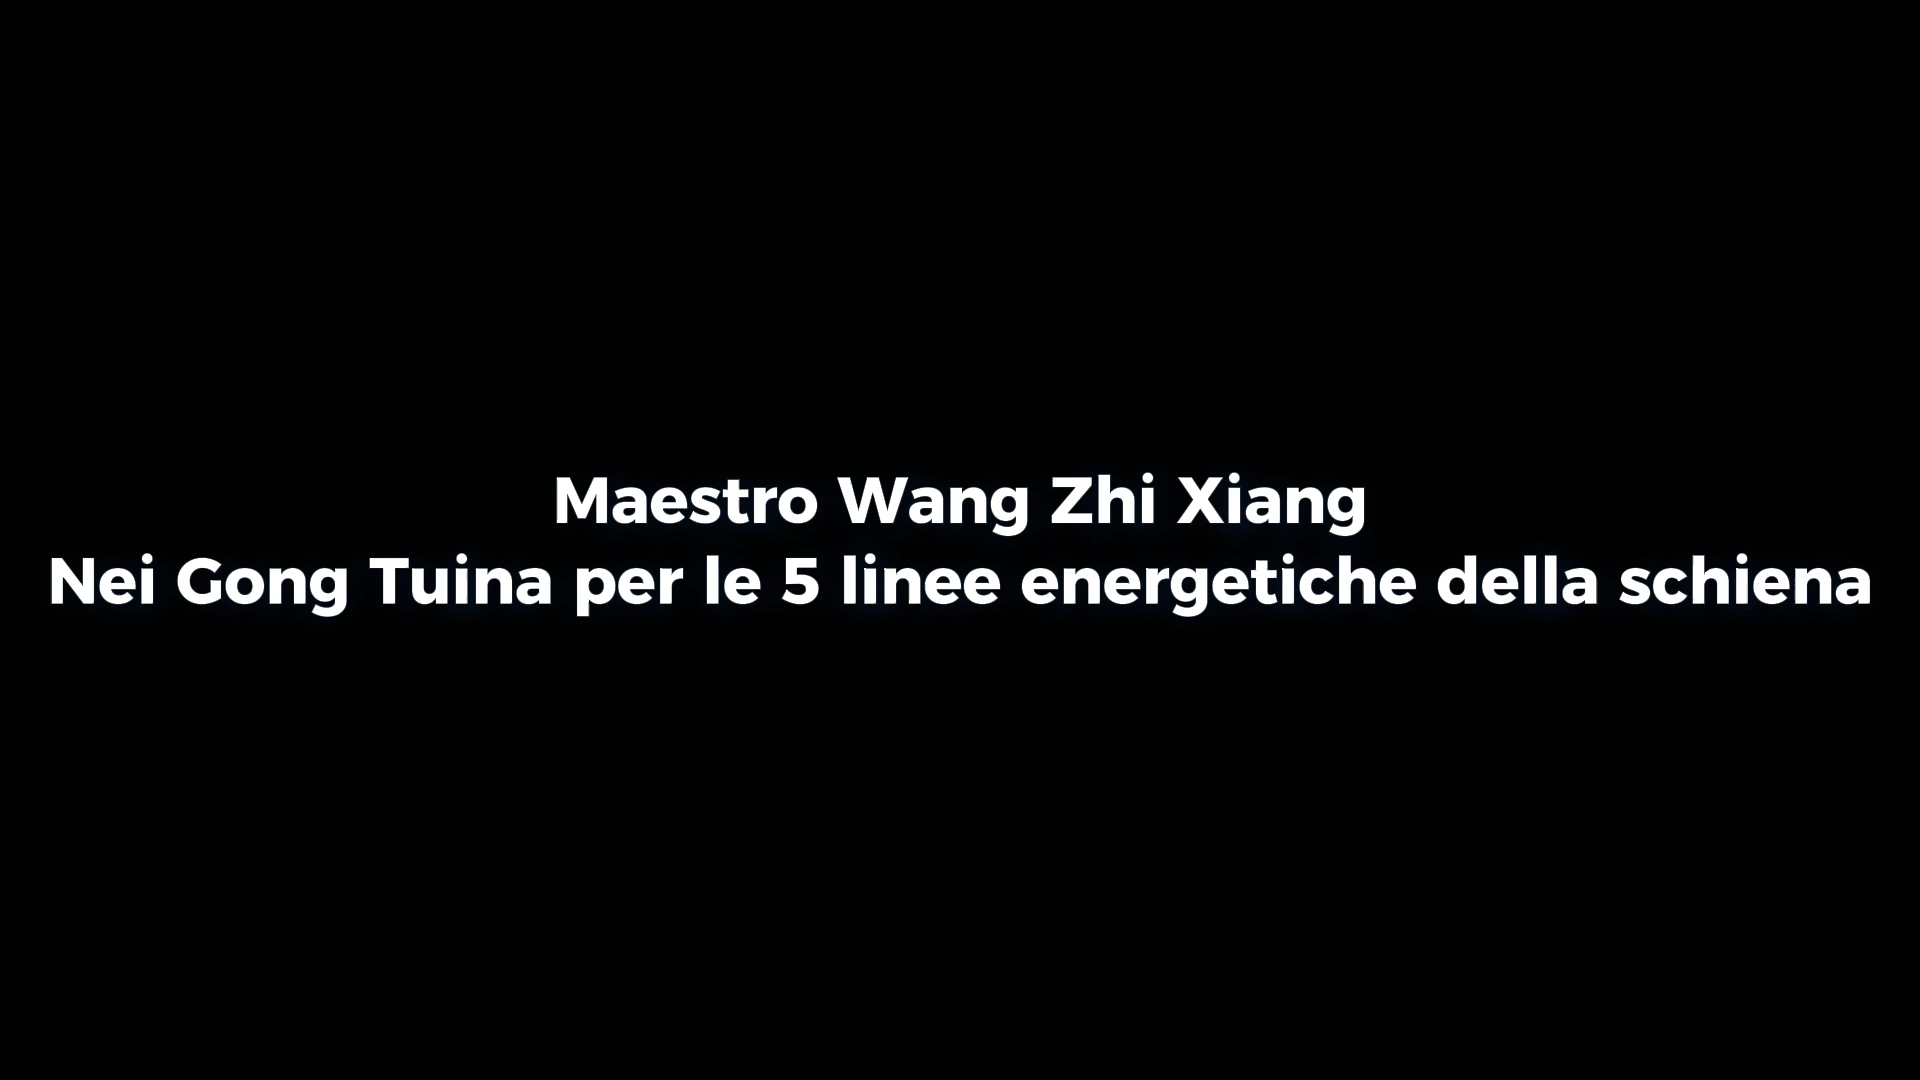 Maestro Wang Zhi Xiang
Nei Gong Tuina per le 5 linee energetiche della schiena